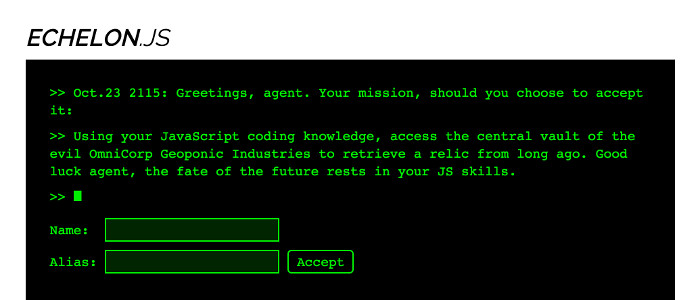 ECHELON.JS
>> Oct.23 2115: Greetings, agent. Your mission, should you choose to accept
it:
>> Using your JavaScript coding knowledge, access the central vault of the
evil OmniCorp Geoponic Industries to retrieve a relic from long ago. Good
luck agent, the fate of the future rests in your JS skills.
>>
Name:
Alias: Accept